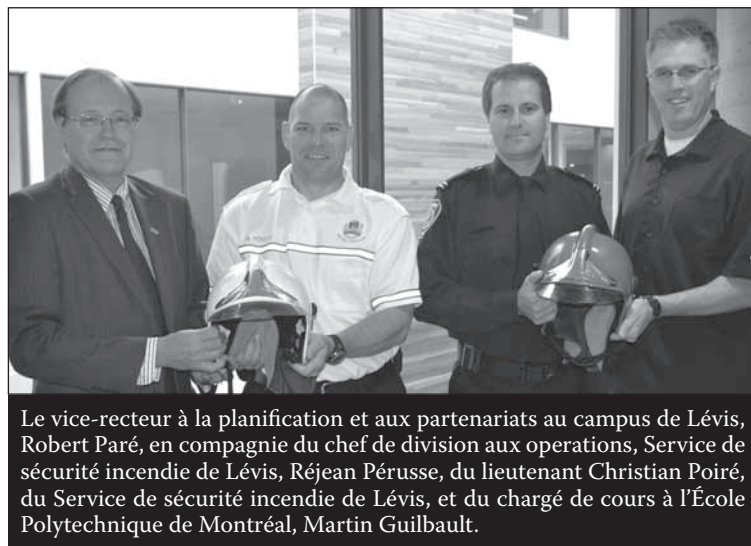 Le vice-recteur à la planification et aux partenariats au campus de Lévis,
Robert Paré, en compagnie du chef de division aux operations, Service de
sécurité incendie de Lévis, Réjean Pérusse, du lieutenant Christian Poiré,
du Service de sécurité incendie de Lévis, et du chargé de cours à l’École
Polytechnique de Montréal, Martin Guilbault.